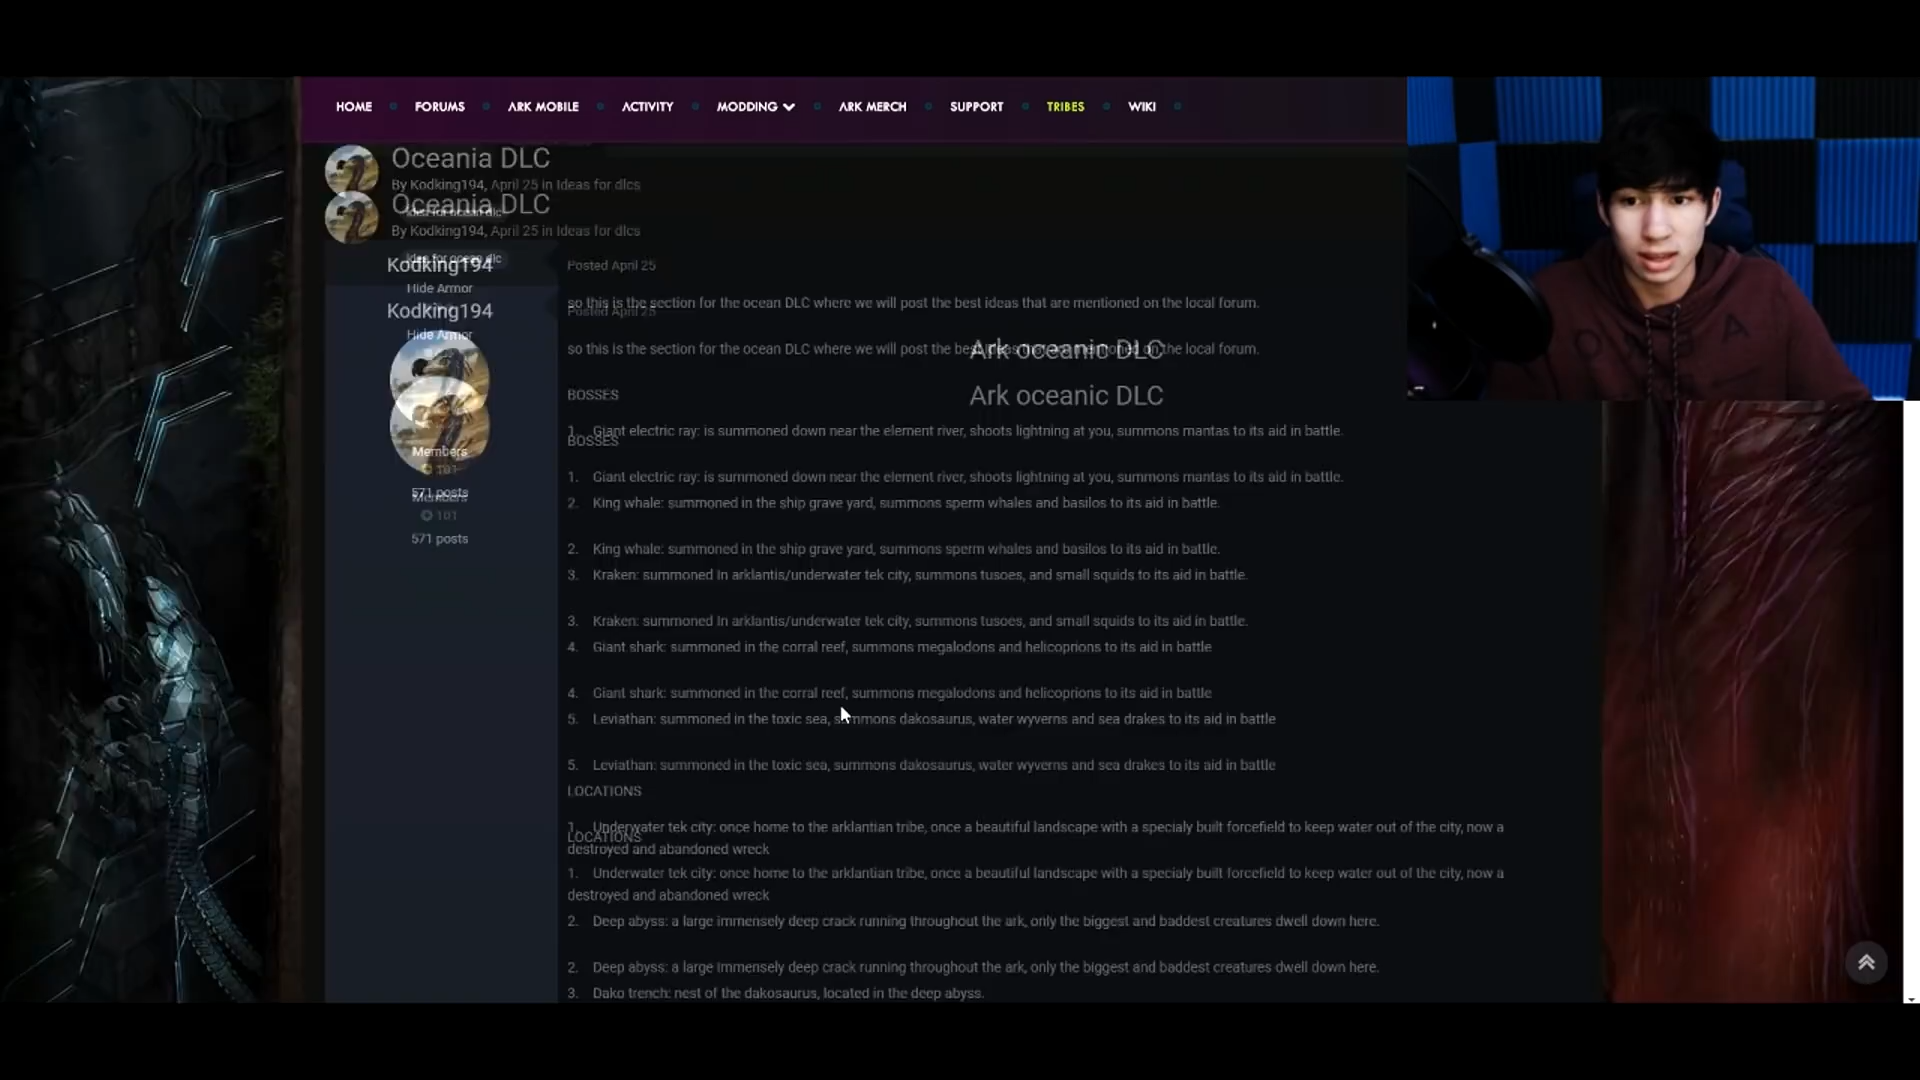 HOME FORUMS ARK MOBILE ACTIVITY MODDING ARK MERCH SUPPORT TRIBES WIKI
Oceania DLC
By Kodking194, April 25 in Ideas for dlcs
Oceania DLC
idea for ocean dlc
By Kodking194, April 25 in Ideas for dlcs
idea for ocean dlc
Kodking194
Posted April 25
Hide Armor
so this is the section for the ocean DLC where we will post the best ideas that are mentioned on the local forum.
Kodking194
Posted April 25
Hide Armor
so this is the section for the ocean DLC where we will post the best ideas that are mentioned on the local forum.
Ark oceanic DLC
BOSSES
Ark oceanic DLC
1. Giant electric ray: is summoned down near the element river, shoots lightning at you, summons mantas to its aid in battle.
BOSSES
Members
101
1. Giant electric ray: is summoned down near the element river, shoots lightning at you, summons mantas to its aid in battle.
571 posts
Members
2. King whale: summoned in the ship grave yard, summons sperm whales and basilos to its aid in battle.
101
571 posts
2. King whale: summoned in the ship grave yard, summons sperm whales and basilos to its aid in battle.
3. Kraken: summoned In arklantis/underwater tek city, summons tusoes, and small squids to its aid in battle.
3. Kraken: summoned In arklantis/underwater tek city, summons tusoes, and small squids to its aid in battle.
4. Giant shark: summoned in the corral reef, summons megalodons and helicoprions to its aid in battle
4. Giant shark: summoned in the corral reef, summons megalodons and helicoprions to its aid in battle
5. Leviathan: summoned in the toxic sea, summons dakosaurus, water wyverns and sea drakes to its aid in battle
5. Leviathan: summoned in the toxic sea, summons dakosaurus, water wyverns and sea drakes to its aid in battle
LOCATIONS
1. Underwater tek city: once home to the arklantian tribe, once a beautiful landscape with a specialy built forcefield to keep water out of the city, now a
LOCATIONS
destroyed and abandoned wreck
1. Underwater tek city: once home to the arklantian tribe, once a beautiful landscape with a specialy built forcefield to keep water out of the city, now a
destroyed and abandoned wreck
2. Deep abyss: a large immensely deep crack running throughout the ark, only the biggest and baddest creatures dwell down here.
2. Deep abyss: a large immensely deep crack running throughout the ark, only the biggest and baddest creatures dwell down here.
3. Dako trench: nest of the dakosaurus, located in the deep abyss.